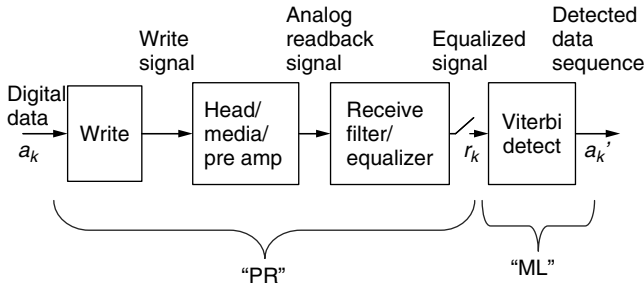 Write
signal
Analog
readback
signal
Equalized
signal
Detected
data
sequence
Digital
data
a_k
Write
Head/
media/
pre amp
Receive
filter/
equalizer
r_k
Viterbi
detect
a_k’
“PR”
“ML”